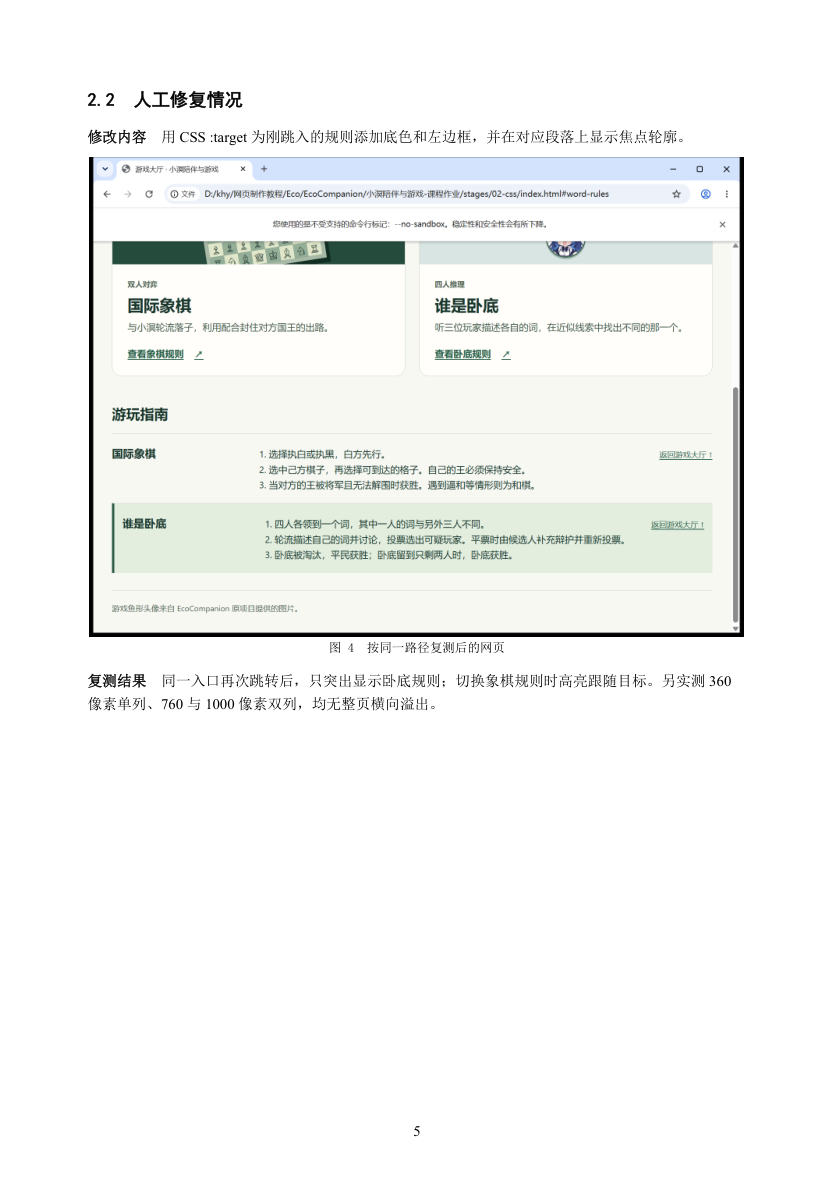 2.2 人工修复情况
修改内容 用 CSS :target 为刚跳入的规则添加底色和左边框，并在对应段落上显示焦点轮廓。
游戏大厅 · 小溟陪伴与游戏
文件 D:/khy/网页制作教程/Eco/EcoCompanion/小溟陪伴与游戏-课程作业/stages/02-css/index.html#word-rules
您使用的是不受支持的命令行标记：--no-sandbox。稳定性和安全性会有所下降。
双人对弈
国际象棋
与小溟轮流落子，利用配合封住对方国王的出路。
查看象棋规则 ↗
四人推理
谁是卧底
听三位玩家描述各自的词，在近似线索中找出不同的那一个。
查看卧底规则 ↗
游玩指南
国际象棋
1. 选择执白或执黑，白方先行。
2. 选中己方棋子，再选择可到达的格子。自己的王必须保持安全。
3. 当对方的王被将军且无法解围时获胜。遇到逼和等情形则为和棋。
返回游戏大厅 ↑
谁是卧底
1. 四人各领到一个词，其中一人的词与另外三人不同。
2. 轮流描述自己的词并讨论，投票选出可疑玩家。平票时由候选人补充辩护并重新投票。
3. 卧底被淘汰，平民获胜；卧底留到只剩两人时，卧底获胜。
返回游戏大厅 ↑
游戏鱼形头像来自 EcoCompanion 原项目提供的图片。
图 4 按同一路径复测后的网页
复测结果 同一入口再次跳转后，只突出显示卧底规则；切换象棋规则时高亮跟随目标。另实测 360
像素单列、760 与 1000 像素双列，均无整页横向溢出。
5